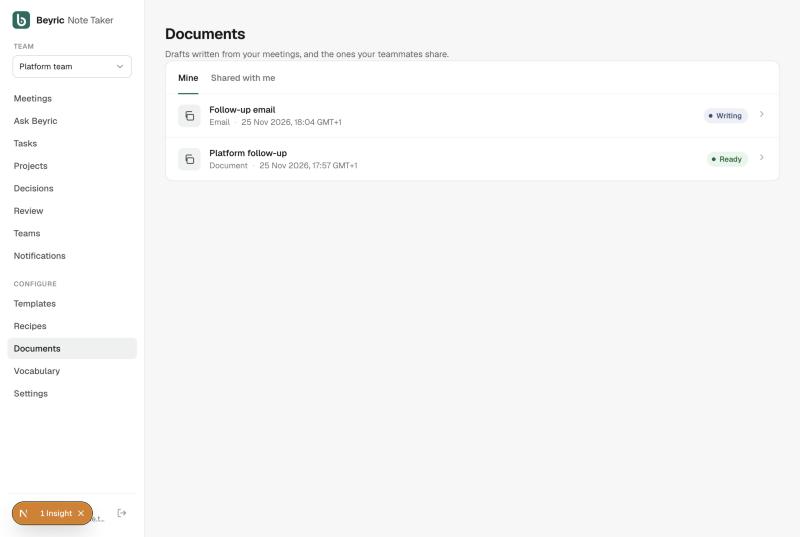 Beyric Note Taker
TEAM
Platform team
Meetings
Ask Beyric
Tasks
Projects
Decisions
Review
Teams
Notifications
CONFIGURE
Templates
Recipes
Documents
Vocabulary
Settings
N 1 Insight
e.t...
Documents
Drafts written from your meetings, and the ones your teammates share.
Mine Shared with me
Follow-up email
Email · 25 Nov 2026, 18:04 GMT+1
Writing
Platform follow-up
Document · 25 Nov 2026, 17:57 GMT+1
Ready